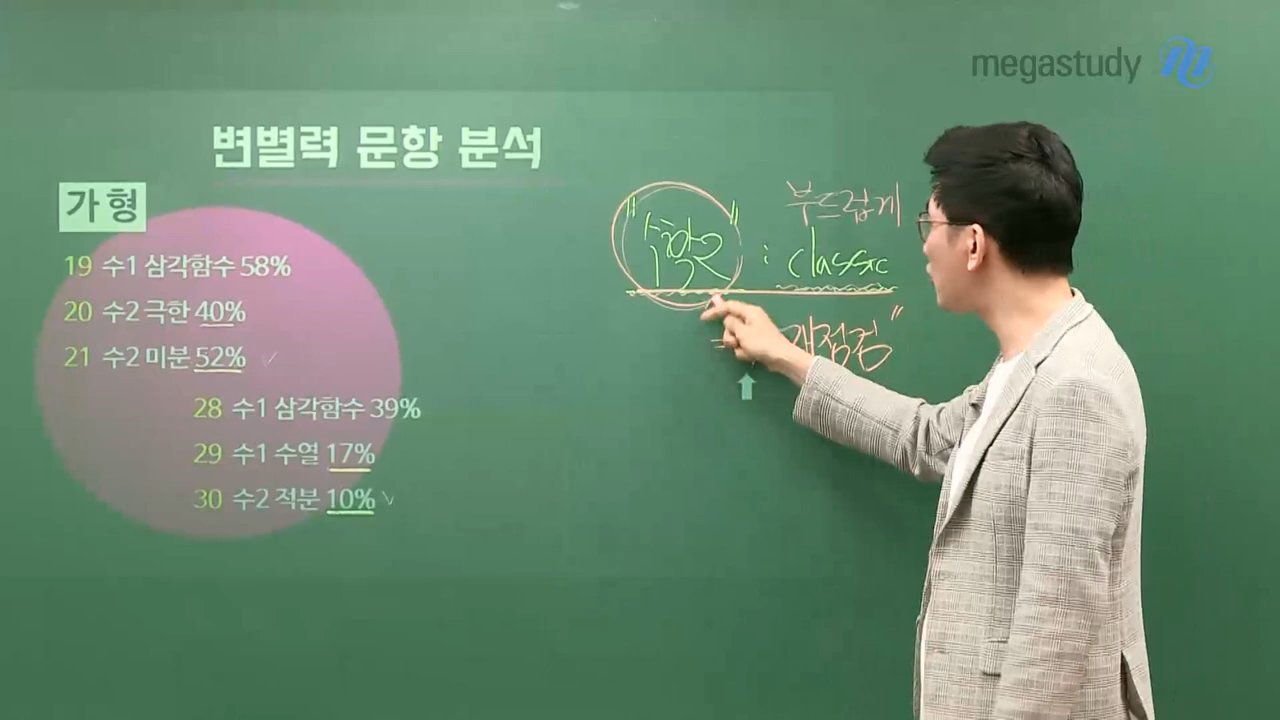 megastudy
변별력 문항 분석
가형
19 수1 삼각함수 58%
20 수2 극한 40%
21 수2 미분 52%
28 수1 삼각함수 39%
29 수1 수열 17%
30 수2 적분 10%
부드럽게
"수학2" : classic
재점검"